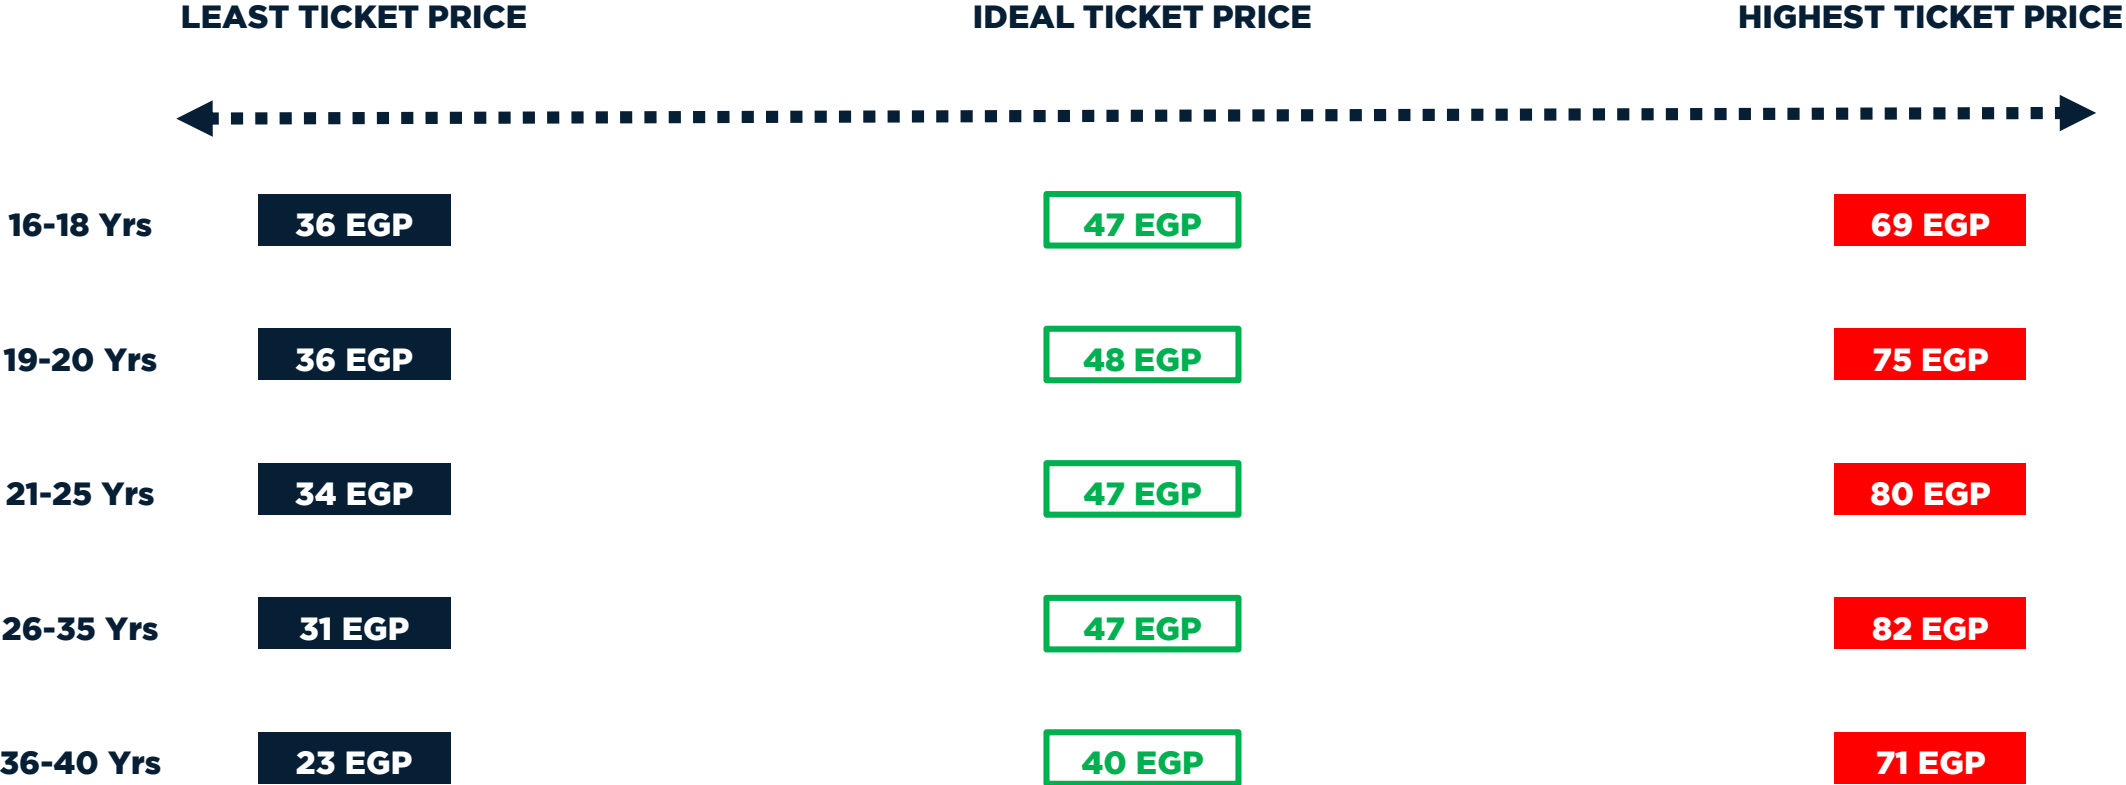 LEAST TICKET PRICE IDEAL TICKET PRICE HIGHEST TICKET PRICE
16-18 Yrs 36 EGP 47 EGP 69 EGP
19-20 Yrs 36 EGP 48 EGP 75 EGP
21-25 Yrs 34 EGP 47 EGP 80 EGP
26-35 Yrs 31 EGP 47 EGP 82 EGP
36-40 Yrs 23 EGP 40 EGP 71 EGP